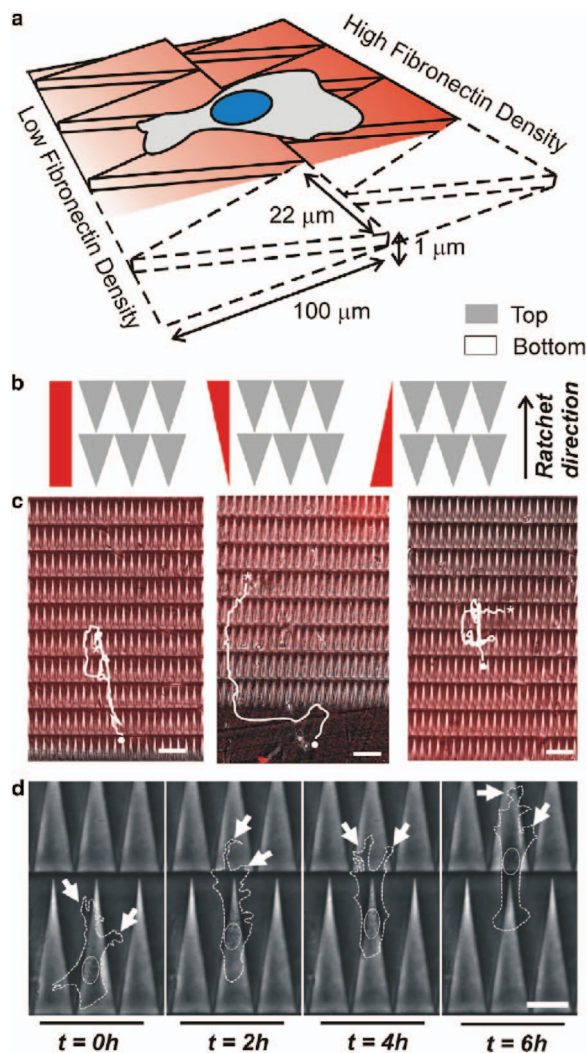 a
High Fibronectin Density
Low Fibronectin Density
22 μm
1 μm
100 μm
Top
Bottom
b
Ratchet direction
c
*
*
*
d
t = 0h
t = 2h
t = 4h
t = 6h